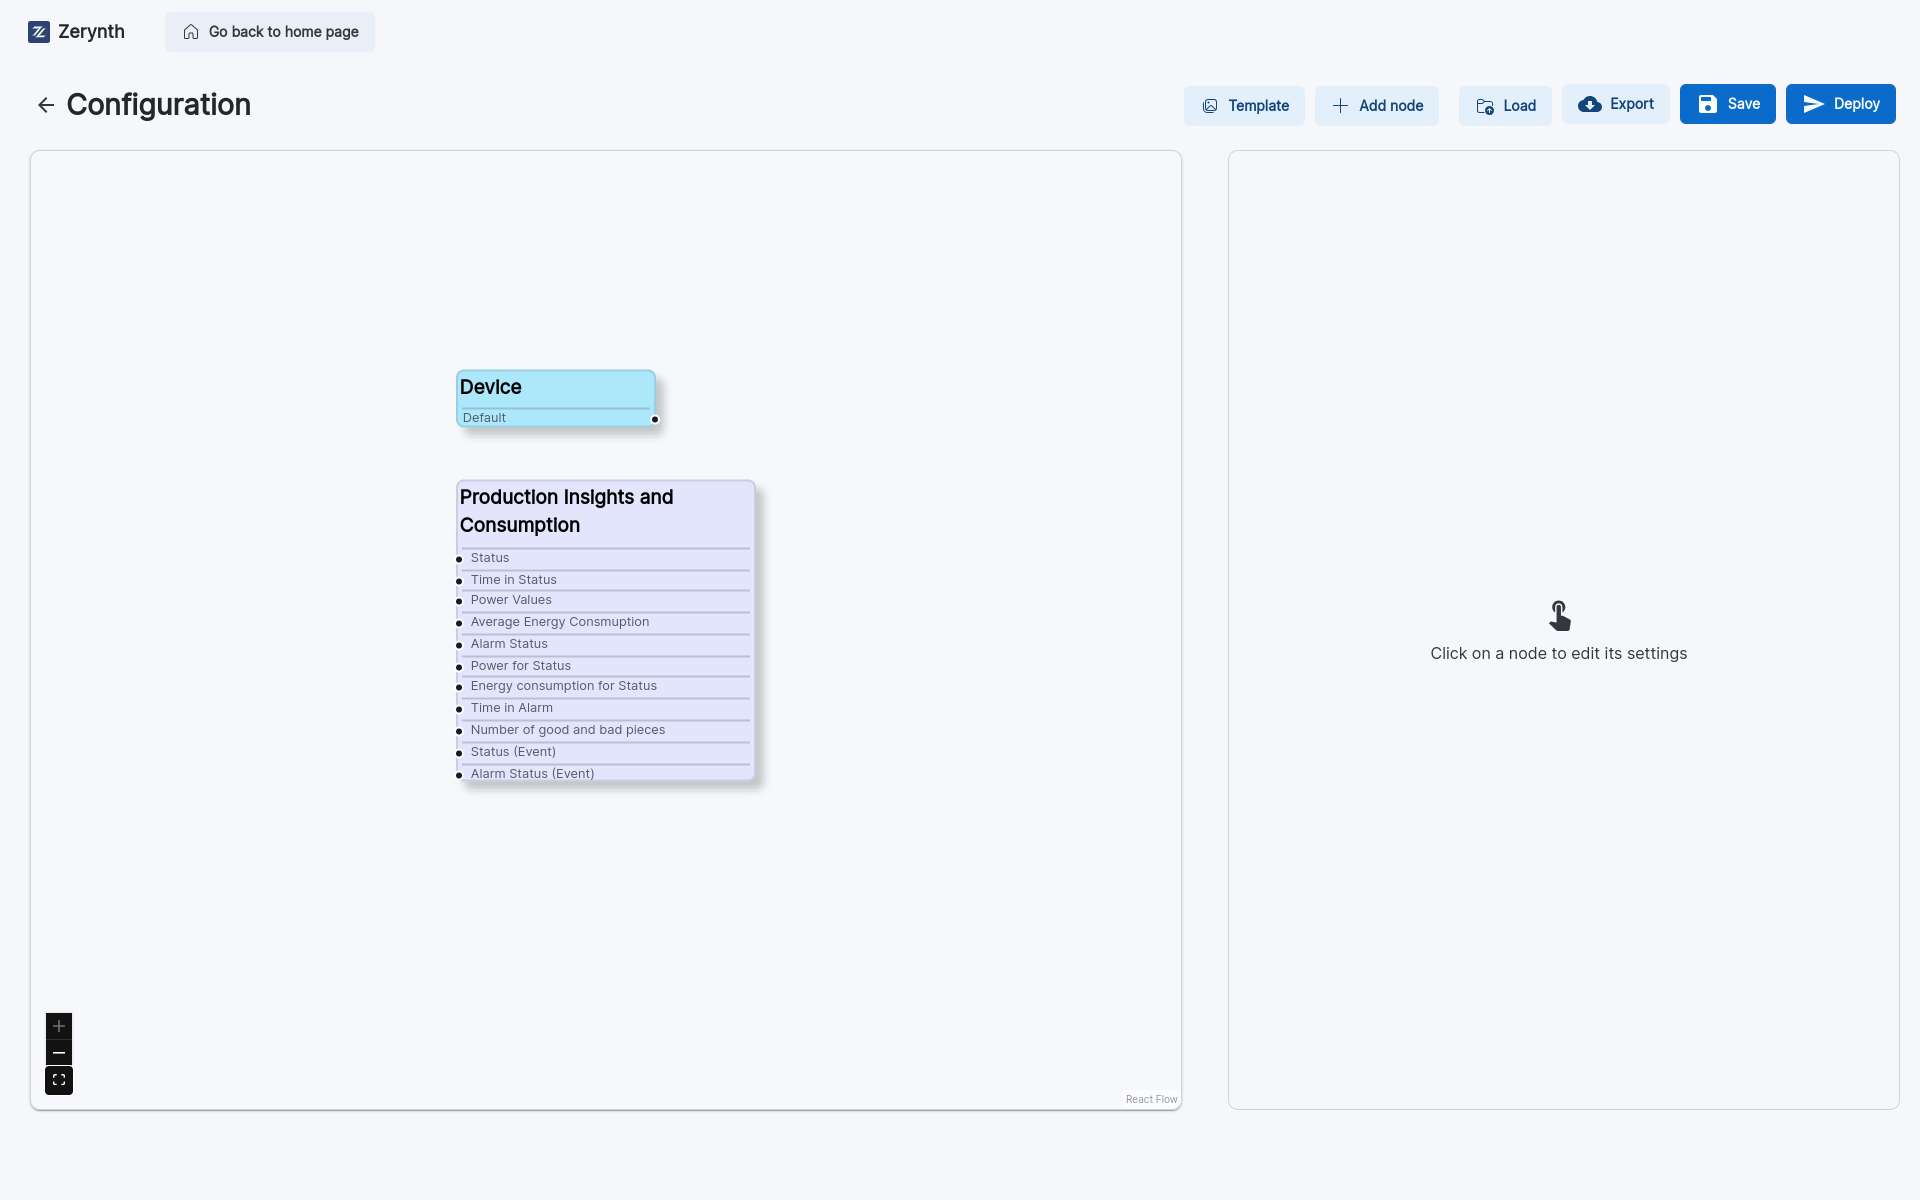 Zerynth
Go back to home page
Configuration
Template
Add node
Load
Export
Save
Deploy
Device
Default
Production Insights and
Consumption
Status
Time in Status
Power Values
Average Energy Consmuption
Alarm Status
Power for Status
Energy consumption for Status
Time in Alarm
Number of good and bad pieces
Status (Event)
Alarm Status (Event)
Click on a node to edit its settings
React Flow